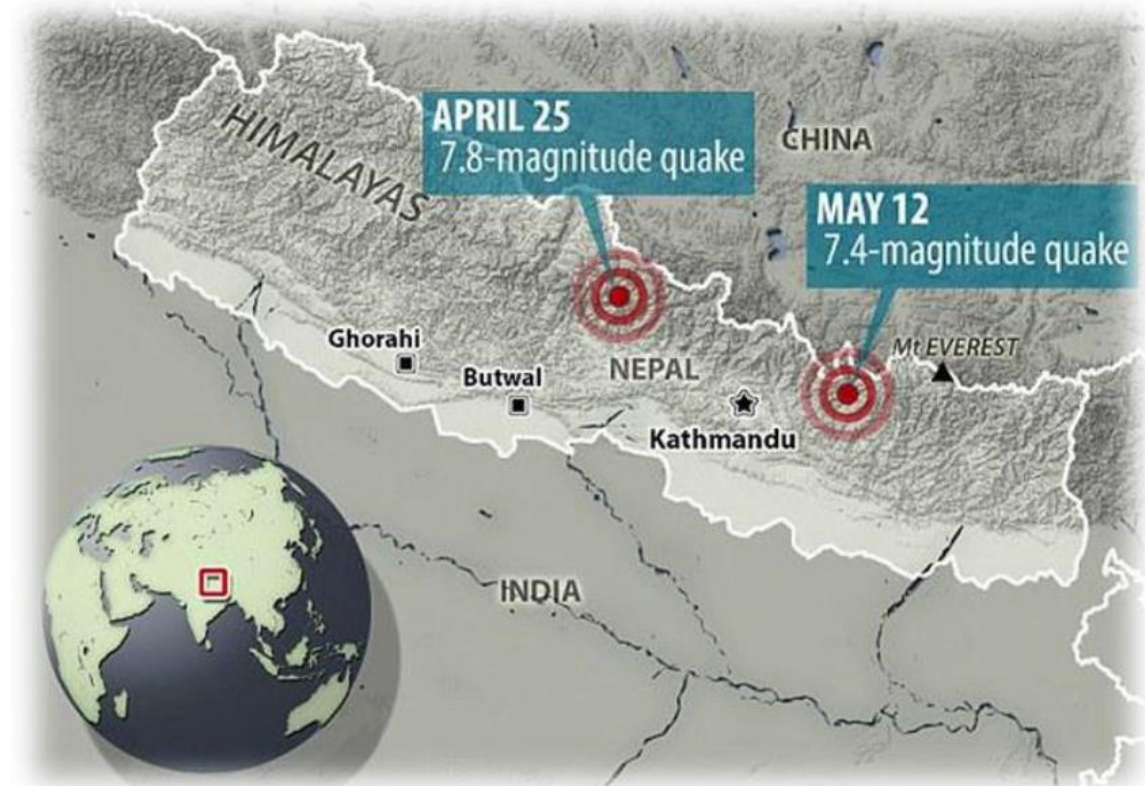 HIMALAYAS
APRIL 25
7.8-magnitude quake
CHINA
MAY 12
7.4-magnitude quake
Mt EVEREST
Ghorahi
Butwal
NEPAL
Kathmandu
INDIA